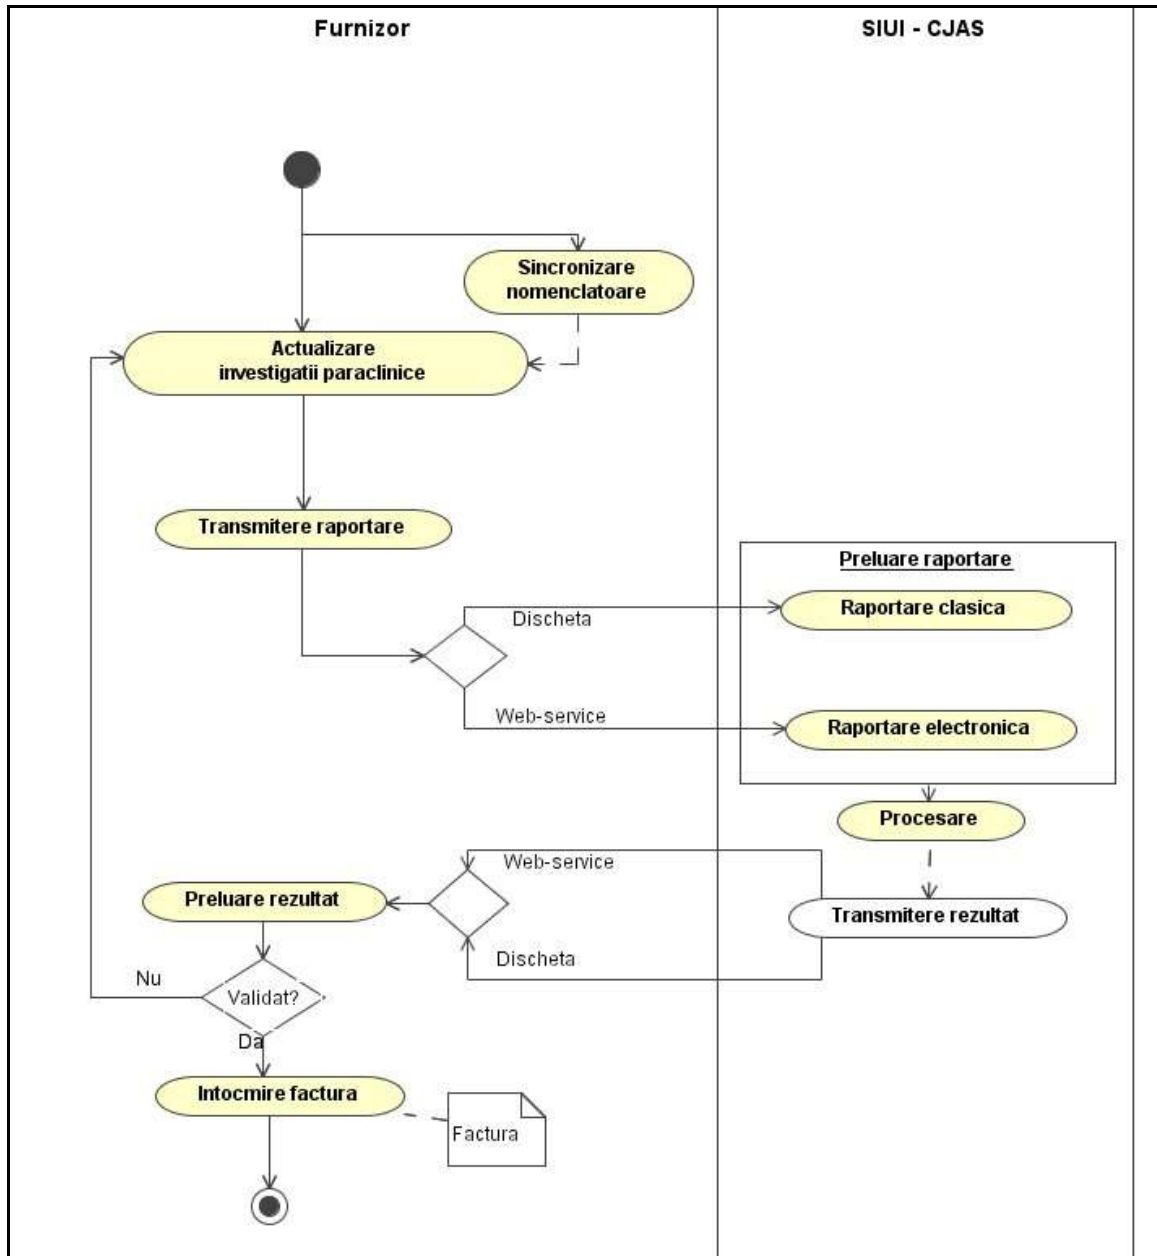 Furnizor
SIUI - CJAS
Sincronizare
nomenclatoare
Actualizare
investigatii paraclinice
Transmitere raportare
Preluare raportare
Discheta
Raportare clasica
Web-service
Raportare electronica
Procesare
Web-service
Preluare rezultat
Transmitere rezultat
Discheta
Nu
Validat?
Da
Intocmire factura
Factura